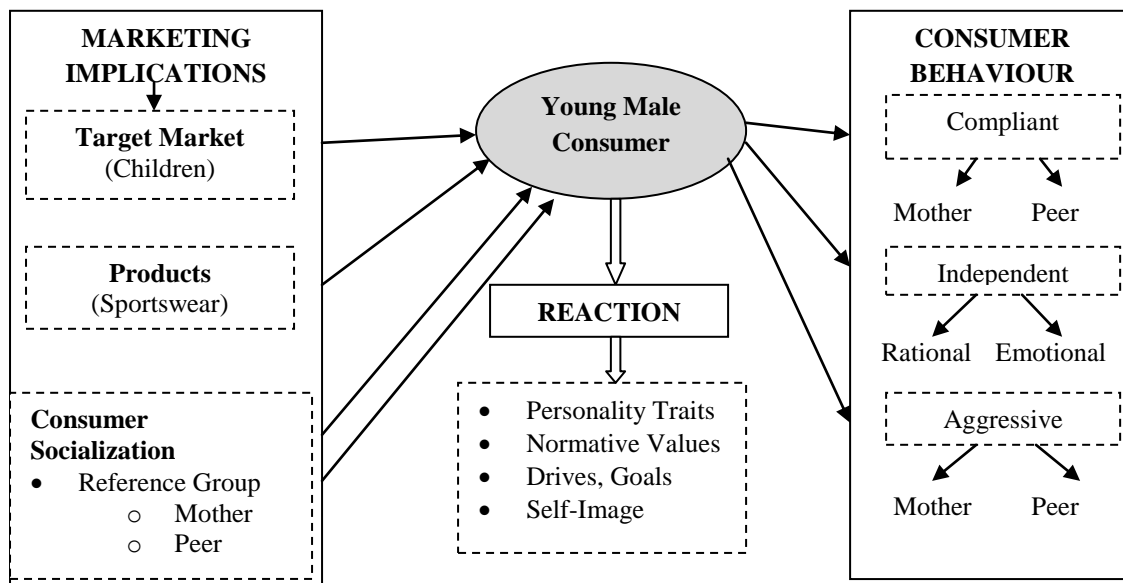 MARKETING
IMPLICATIONS
Target Market
(Children)
Products
(Sportswear)
Consumer
Socialization
• Reference Group
o Mother
o Peer
Young Male
Consumer
REACTION
• Personality Traits
• Normative Values
• Drives, Goals
• Self-Image
CONSUMER
BEHAVIOUR
Compliant
Mother Peer
Independent
Rational Emotional
Aggressive
Mother Peer